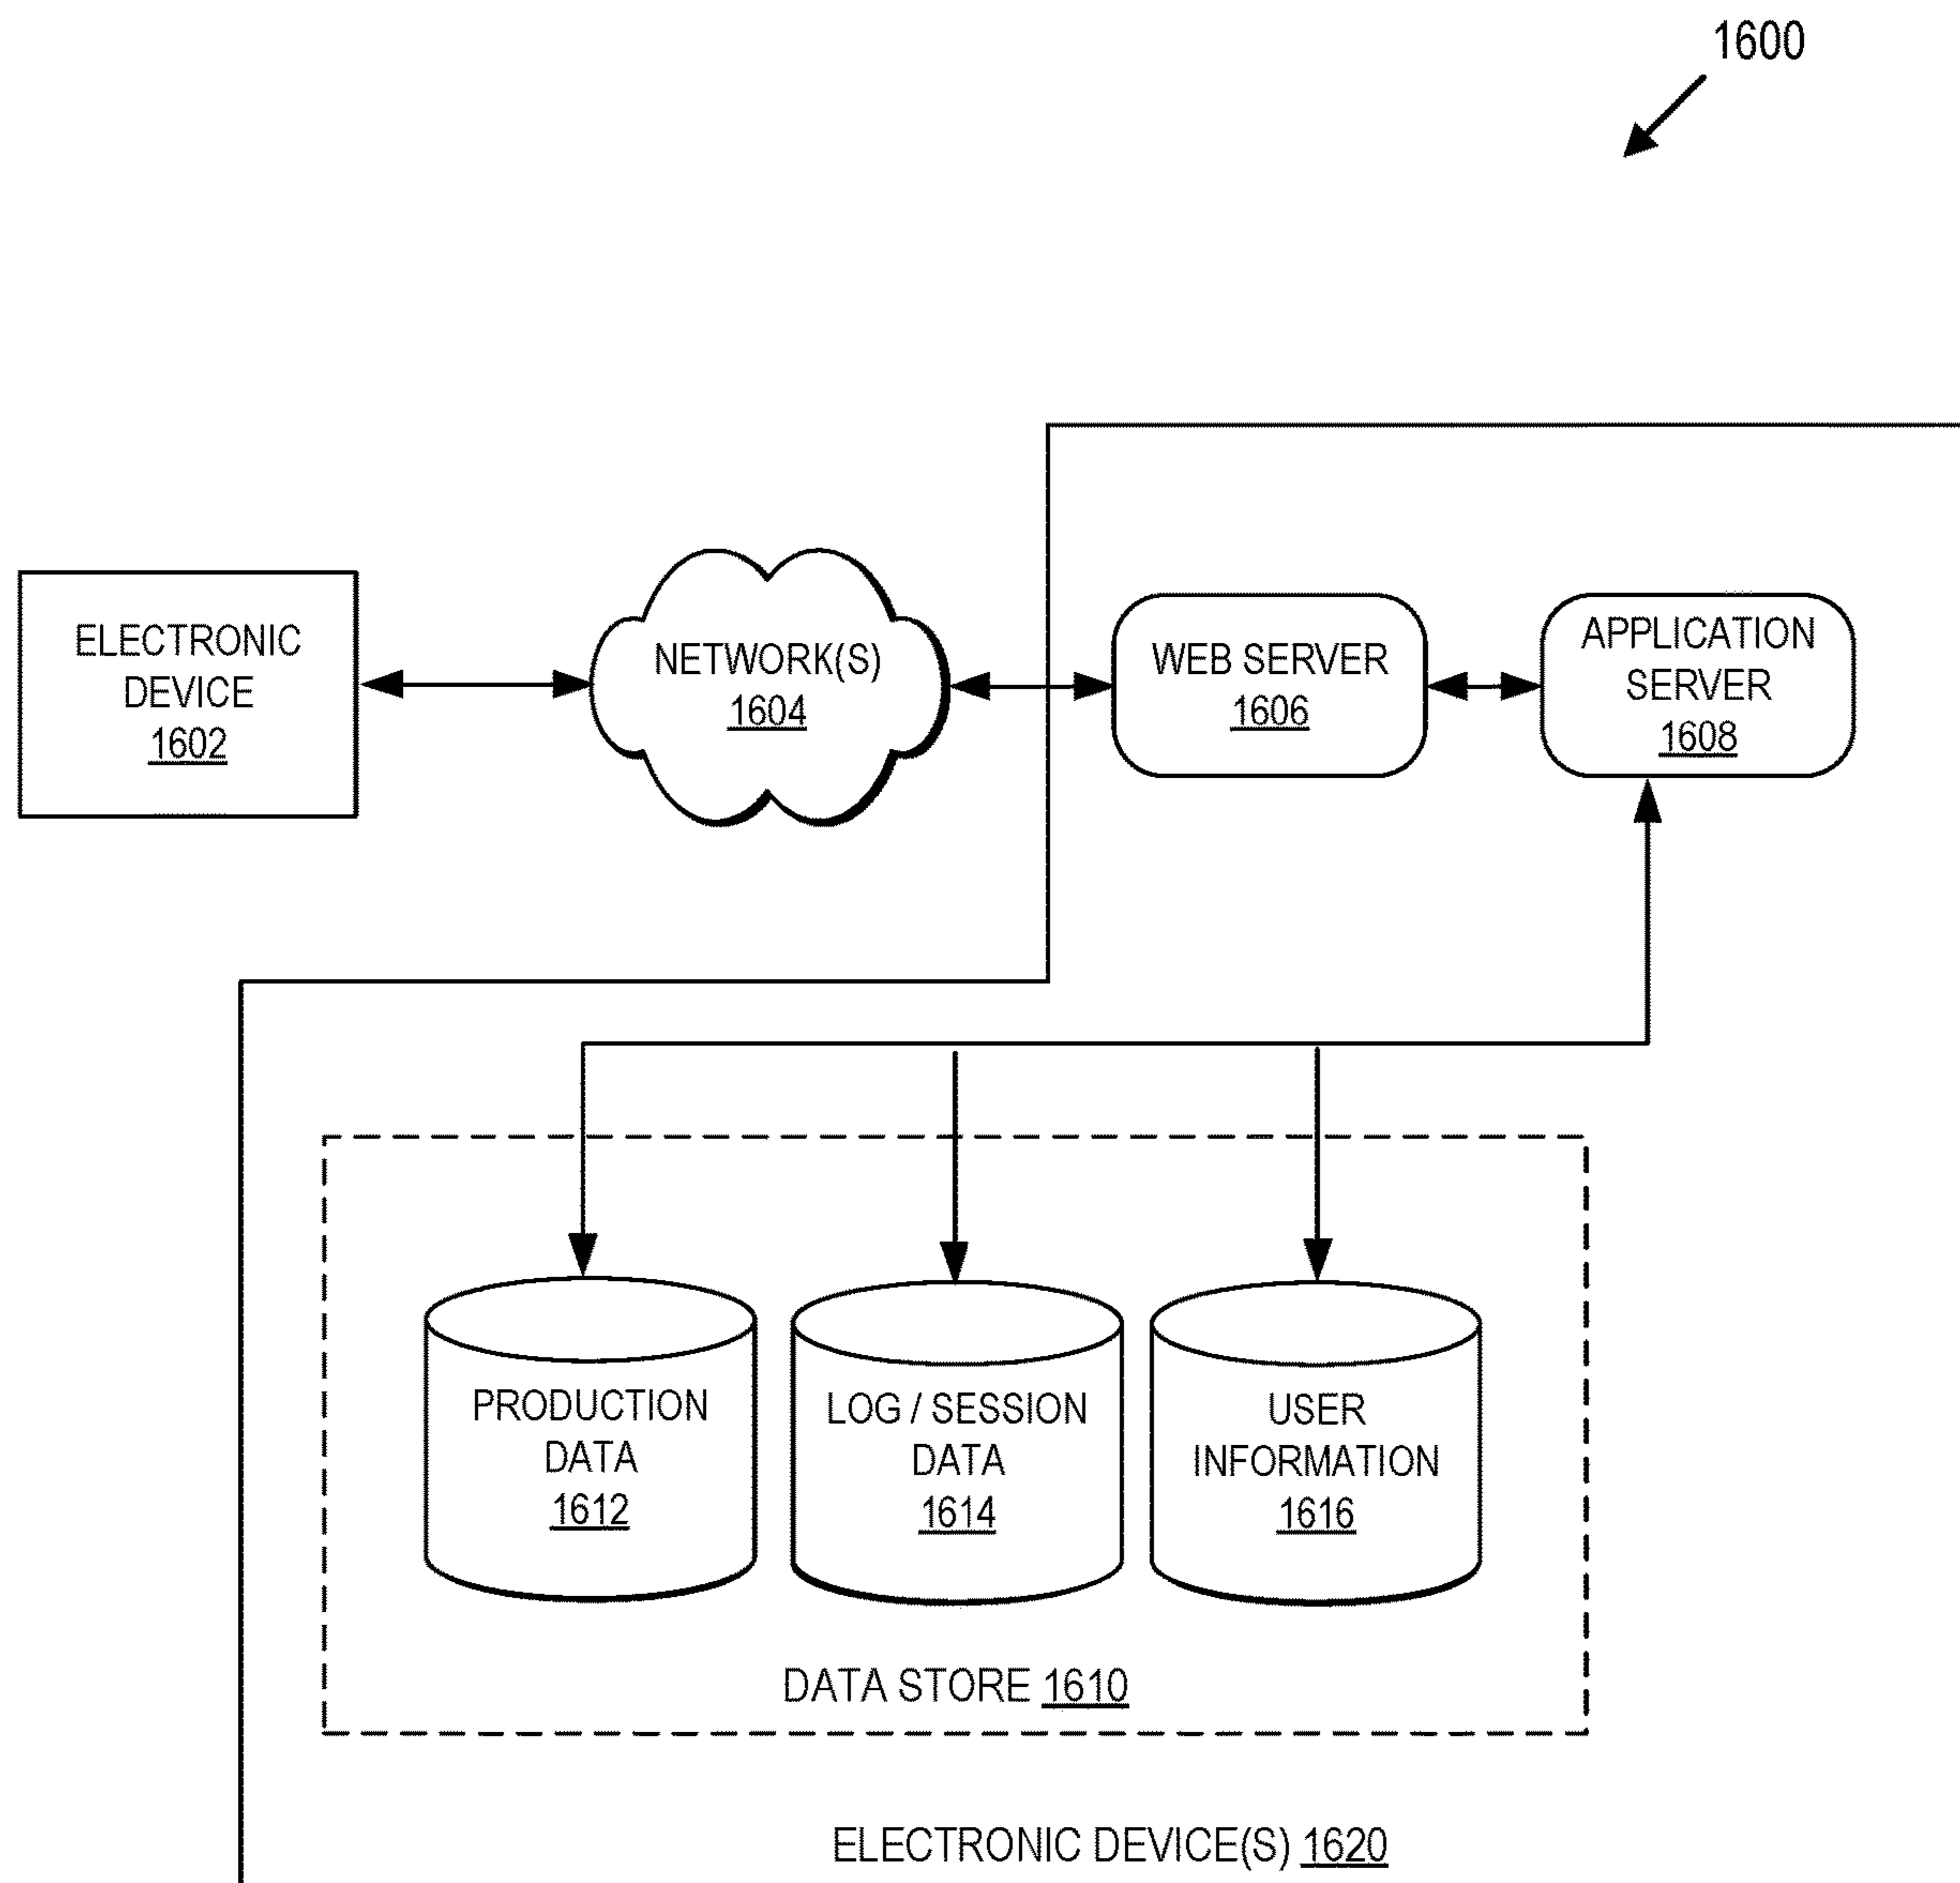 1600
ELECTRONIC
DEVICE
1602
NETWORK(S)
1604
WEB SERVER
1606
APPLICATION
SERVER
1608
PRODUCTION
DATA
1612
LOG / SESSION
DATA
1614
USER
INFORMATION
1616
DATA STORE 1610
ELECTRONIC DEVICE(S) 1620